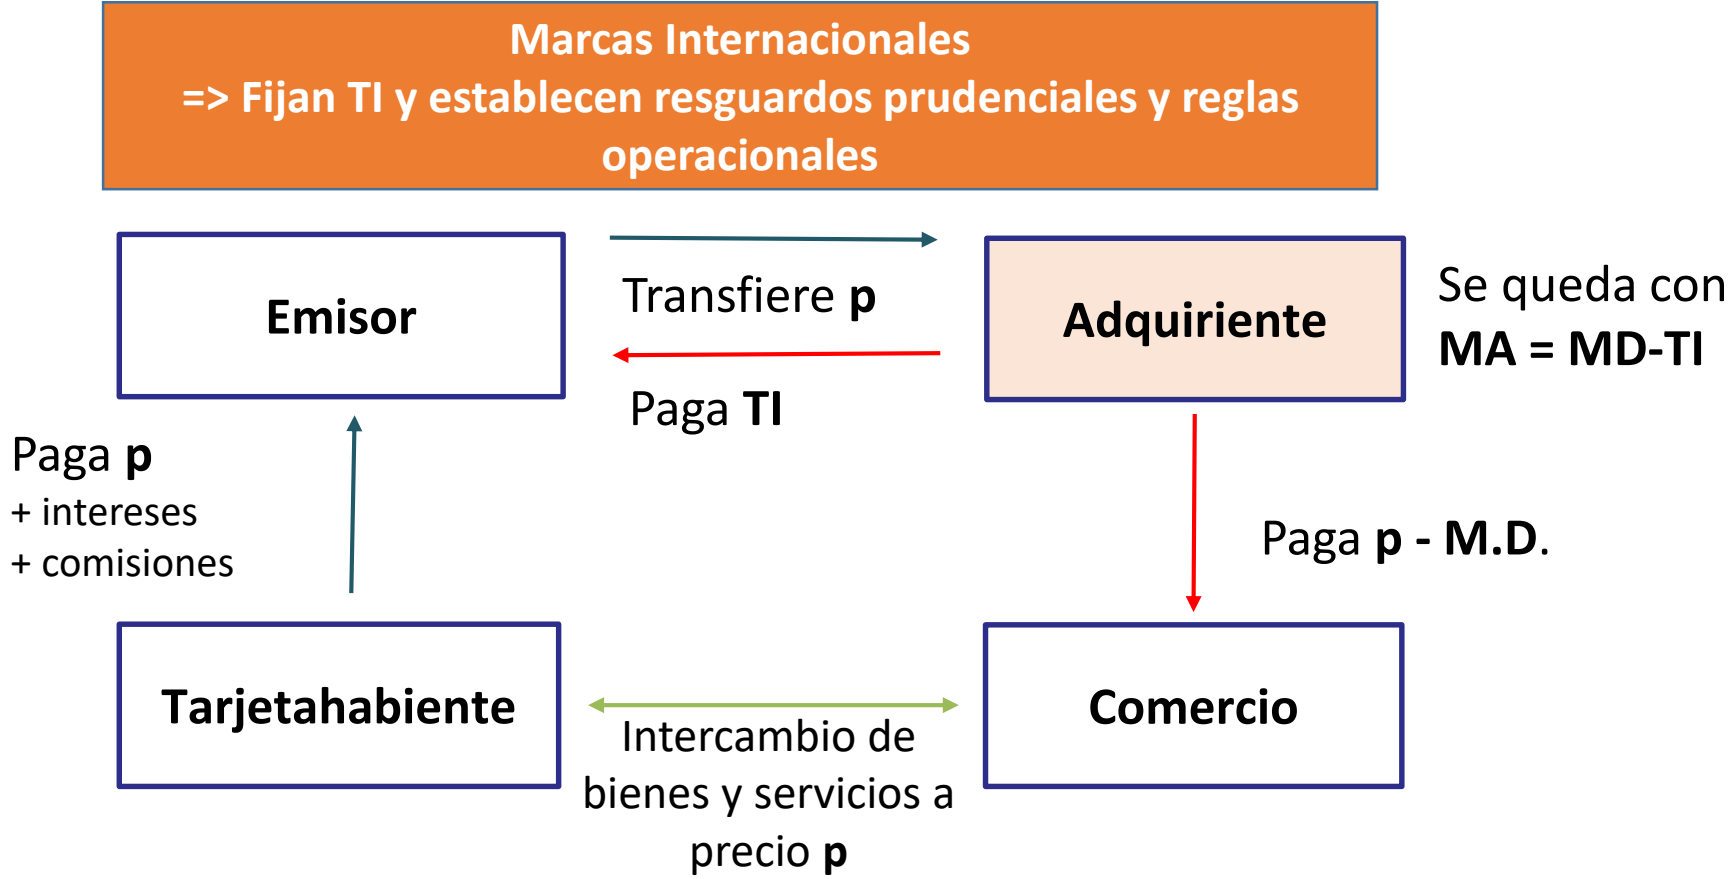 Marcas Internacionales
=> Fijan TI y establecen resguardos prudenciales y reglas
operacionales
Emisor
Transfiere p
Paga TI
Adquiriente
Se queda con
MA = MD-TI
Paga p
+ intereses
+ comisiones
Paga p - M.D.
Tarjetahabiente
Intercambio de
bienes y servicios a
precio p
Comercio